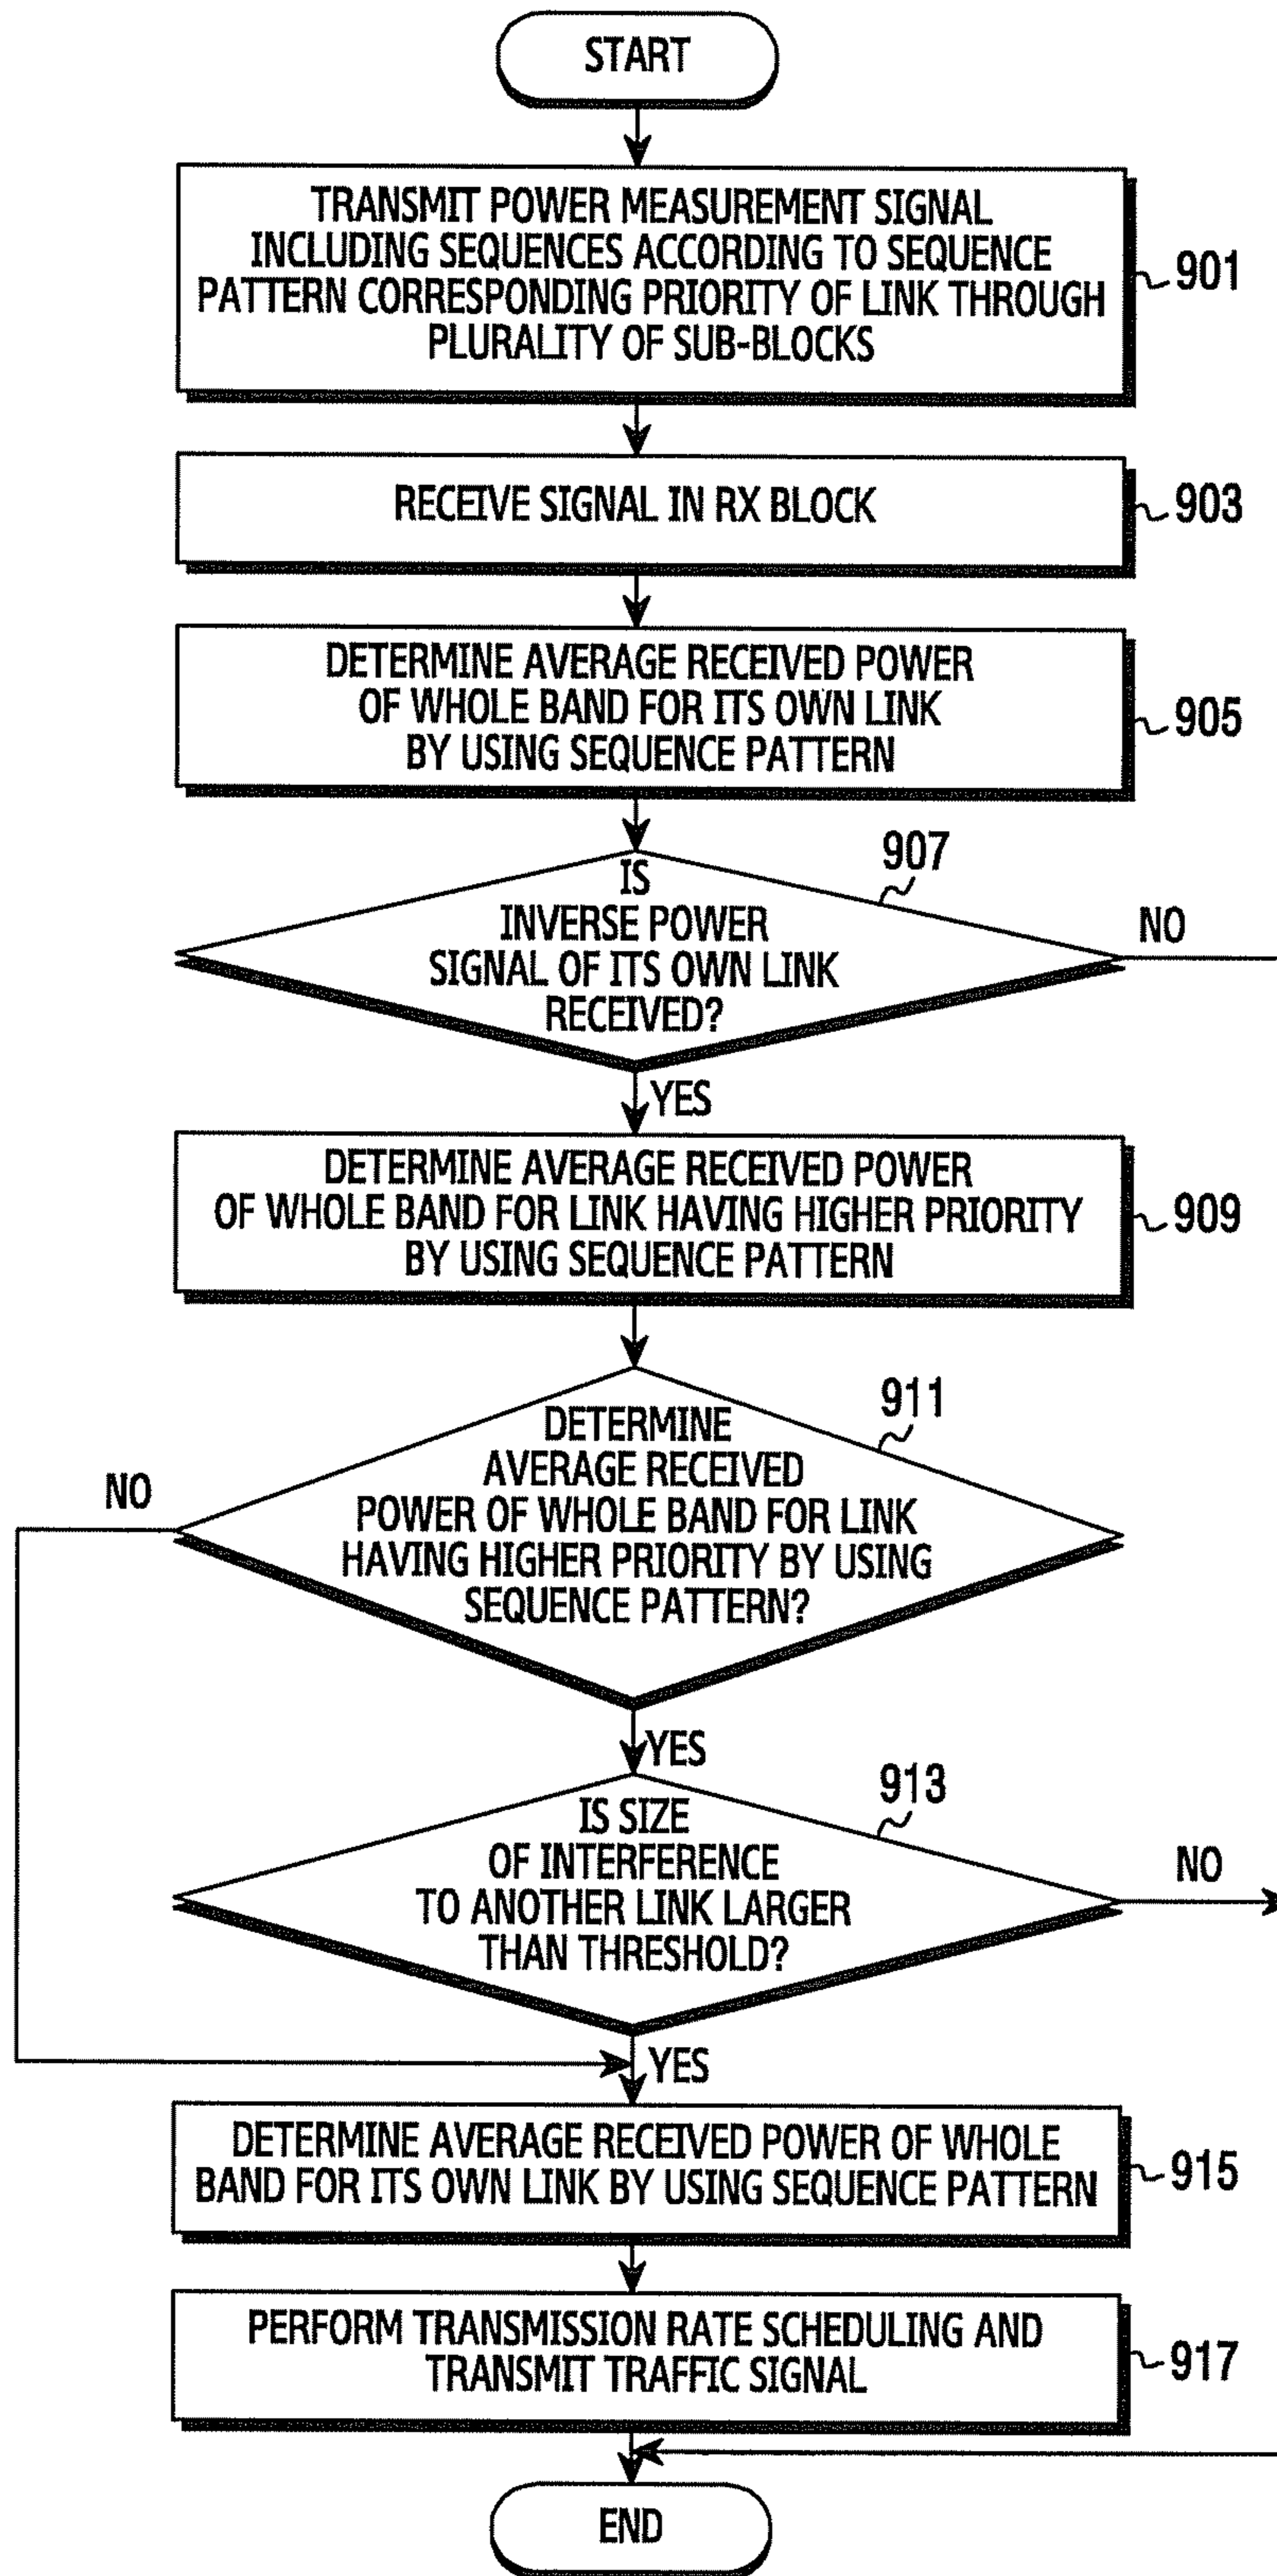 START
TRANSMIT POWER MEASUREMENT SIGNAL
INCLUDING SEQUENCES ACCORDING TO SEQUENCE
PATTERN CORRESPONDING PRIORITY OF LINK THROUGH
PLURALITY OF SUB-BLOCKS
901
RECEIVE SIGNAL IN RX BLOCK
903
DETERMINE AVERAGE RECEIVED POWER
OF WHOLE BAND FOR ITS OWN LINK
BY USING SEQUENCE PATTERN
905
907
IS
INVERSE POWER
SIGNAL OF ITS OWN LINK
RECEIVED?
NO
YES
DETERMINE AVERAGE RECEIVED POWER
OF WHOLE BAND FOR LINK HAVING HIGHER PRIORITY
BY USING SEQUENCE PATTERN
909
911
DETERMINE
AVERAGE RECEIVED
POWER OF WHOLE BAND FOR LINK
HAVING HIGHER PRIORITY BY USING
SEQUENCE PATTERN?
NO
YES
913
IS SIZE
OF INTERFERENCE
TO ANOTHER LINK LARGER
THAN THRESHOLD?
NO
YES
DETERMINE AVERAGE RECEIVED POWER OF WHOLE
BAND FOR ITS OWN LINK BY USING SEQUENCE PATTERN
915
PERFORM TRANSMISSION RATE SCHEDULING AND
TRANSMIT TRAFFIC SIGNAL
917
END